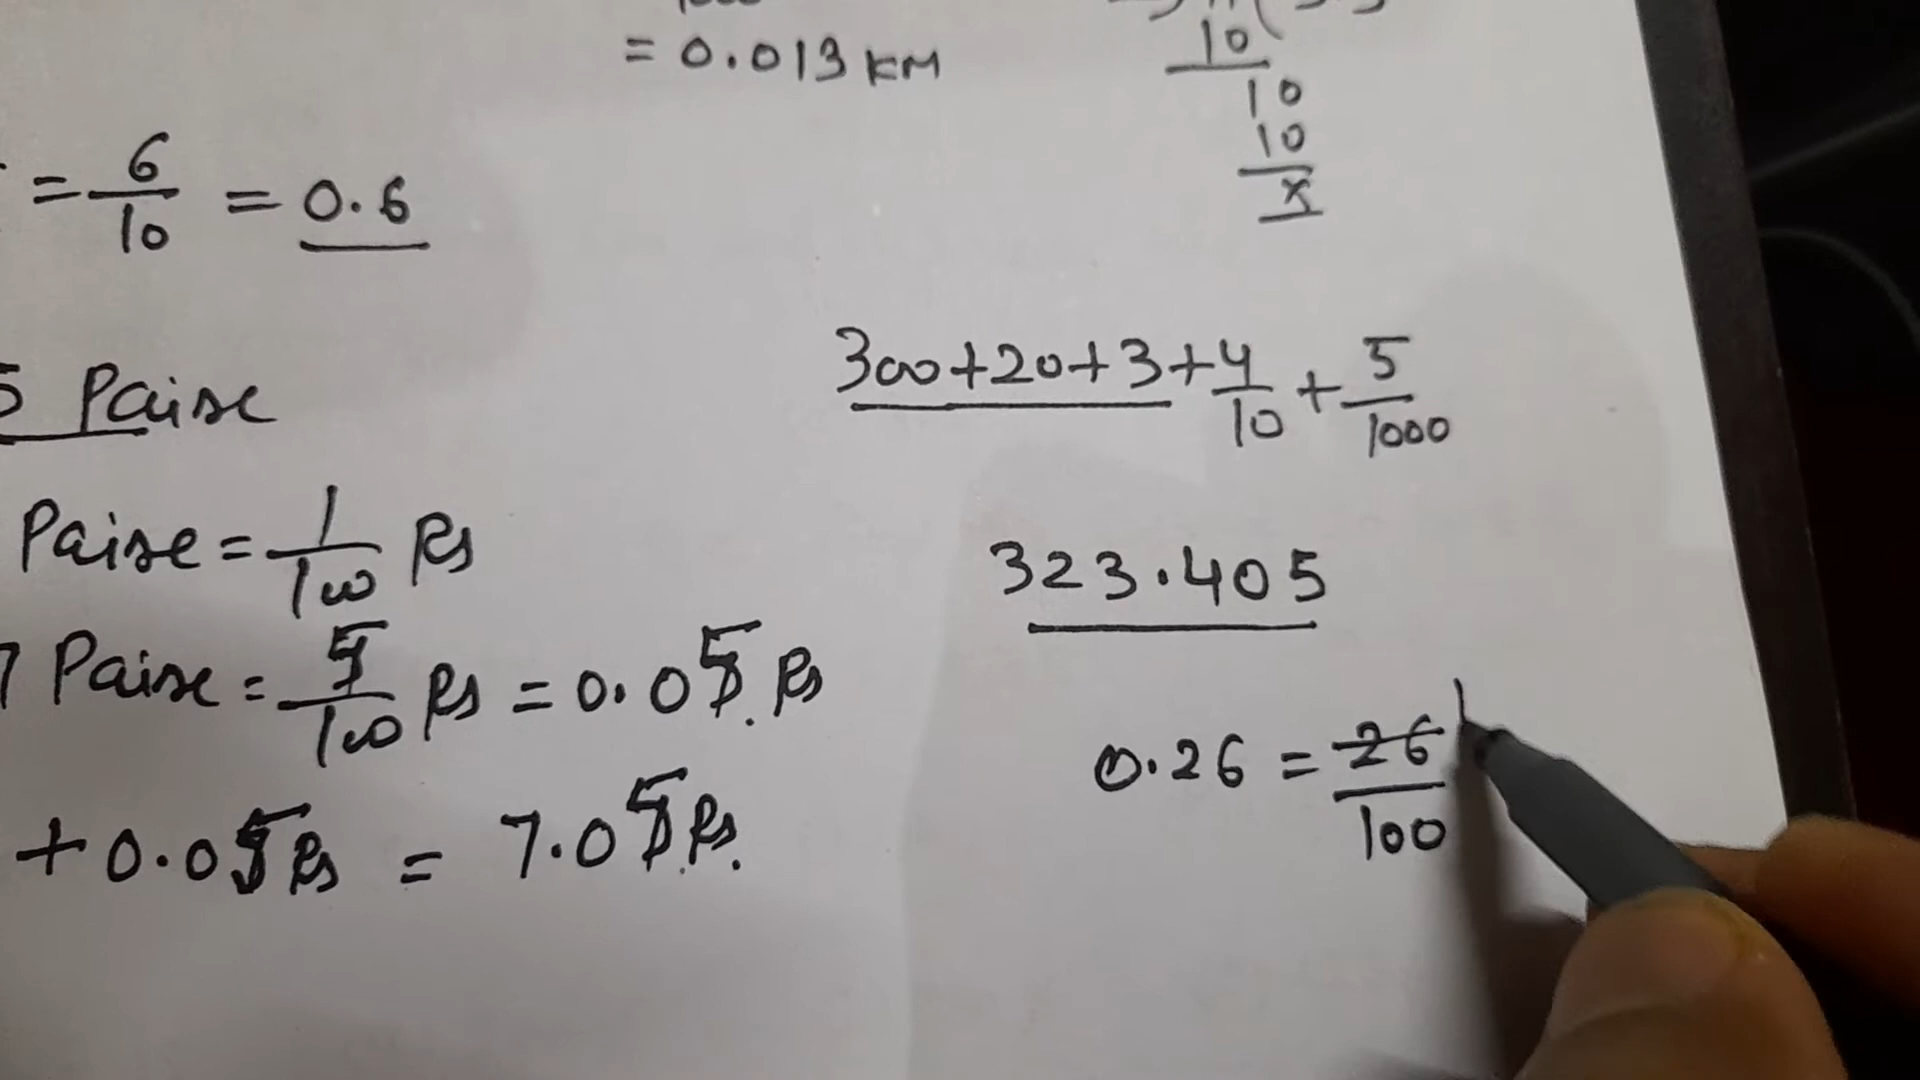 = 0.013 KM
10
10
10
x
= 6/10 = 0.6
300+20+3+4/10+5/1000
5 Paise
Paise = 1/100 Rs
323.405
7 Paise = 5/100 Rs = 0.05 Rs
0.26 = 26/100
+0.05 Rs = 7.05 Rs.